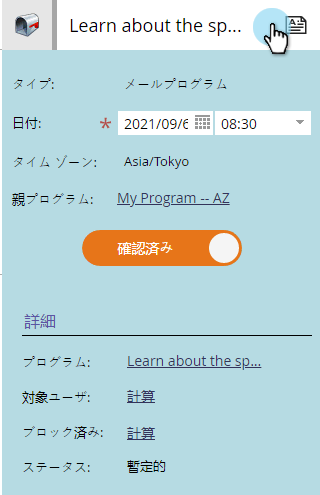 Learn about the sp...
タイプ: メールプログラム
日付: * 2021/09/6 08:30
タイム ゾーン: Asia/Tokyo
親プログラム: My Program -- AZ
確認済み
詳細
プログラム: Learn about the sp...
対象ユーザ: 計算
ブロック済み: 計算
ステータス: 暫定的